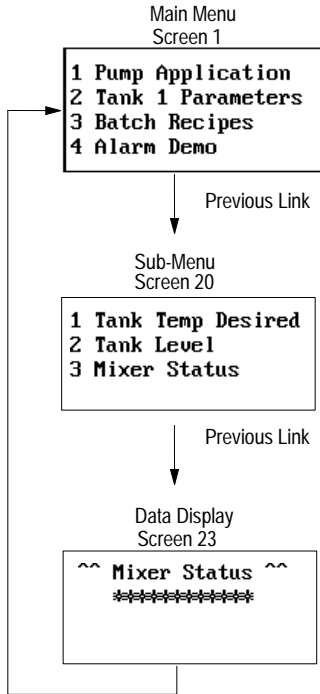 Main Menu
Screen 1
1 Pump Application
2 Tank 1 Parameters
3 Batch Recipes
4 Alarm Demo
Previous Link
Sub-Menu
Screen 20
1 Tank Temp Desired
2 Tank Level
3 Mixer Status
Previous Link
Data Display
Screen 23
^^ Mixer Status ^^
************